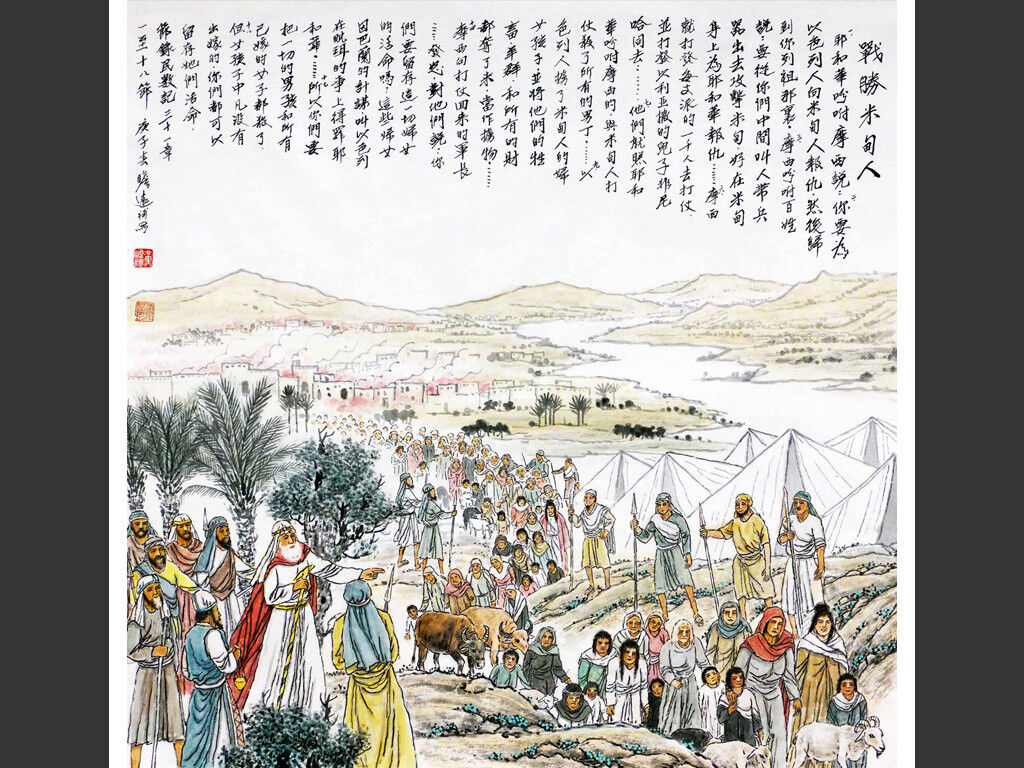 戰勝米甸人
耶和華吩咐摩西說：二你要為
以色列人向米甸人報仇，然後歸
到你列祖那裏。三摩西吩咐百姓
說：要從你們中間叫人帶兵
器出去攻擊米甸，好在米甸
身上為耶和華報仇……六摩西
就打發每支派的一千人去打仗
並打發以利亞撒的兒子非尼
哈同去……七他們就照耶和
華吩咐摩西的，與米甸人打
仗，殺了所有的男丁。……九以
色列人擄了米甸人的婦
女孩子，並將他們的牲
畜、羊群，和所有的財
都奪了來，當作擄物，……
摩西向打仗回來的軍長
……發怒，對他們說：你
們要留存這一切婦女
的活命嗎？這些婦女
因巴蘭的計謀，叫以色列
在毗珥的事上得罪耶
和華……十七所以，你們要
把一切的男孩和所有
已嫁的女子都殺了。
十八但女孩子中，凡沒有
出嫁的，你們都可以
留存她們活命。
節錄民數記三十一章
一至十八節